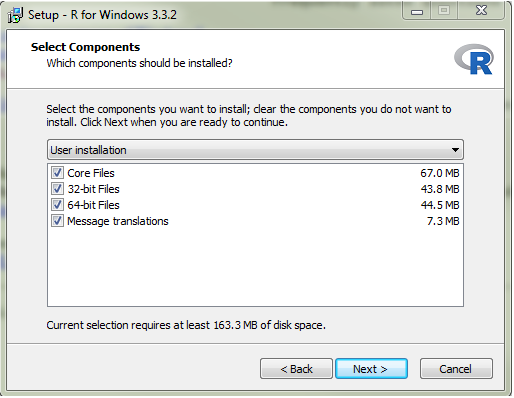 Setup - R for Windows 3.3.2
Select Components
Which components should be installed?
R
Select the components you want to install; clear the components you do not want to
install. Click Next when you are ready to continue.
User installation
Core Files 67.0 MB
32-bit Files 43.8 MB
64-bit Files 44.5 MB
Message translations 7.3 MB
Current selection requires at least 163.3 MB of disk space.
< Back Next > Cancel